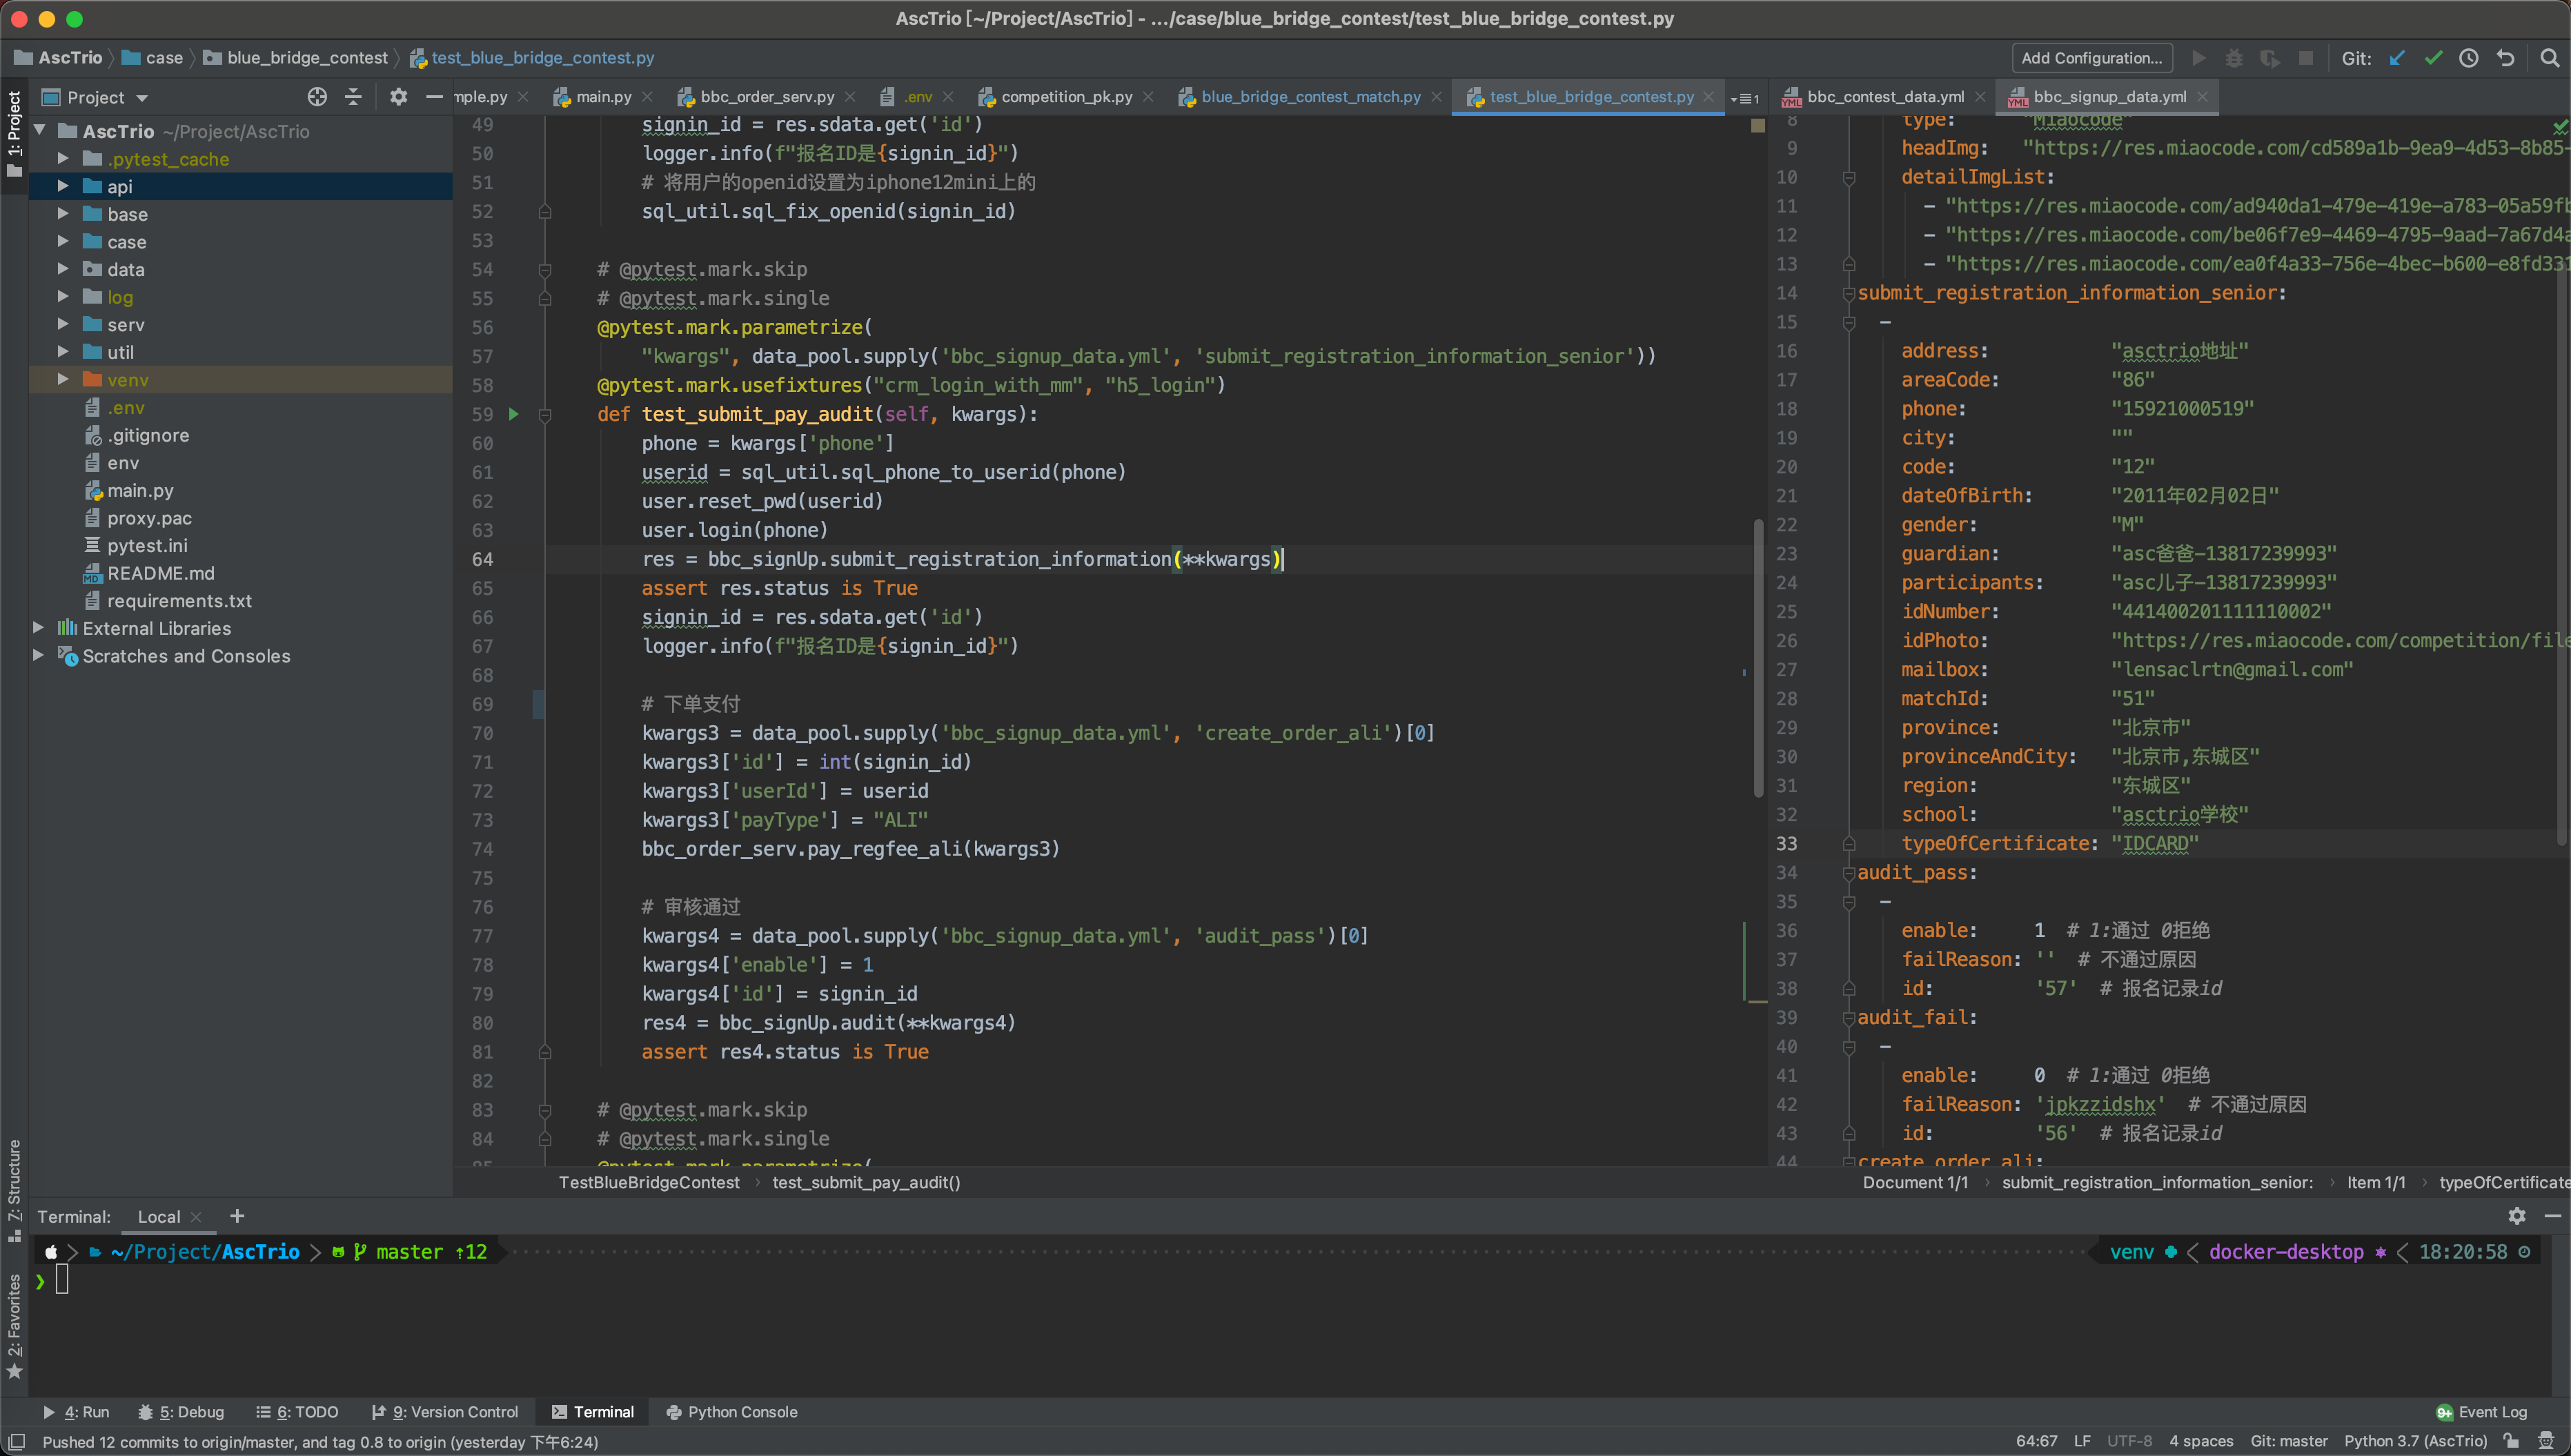 AscTrio [~/Project/AscTrio] - .../case/blue_bridge_contest/test_blue_bridge_contest.py
AscTrio case blue_bridge_contest test_blue_bridge_contest.py
Add Configuration... Git:
1: Project
7: Structure
2: Favorites
Project
AscTrio ~/Project/AscTrio
.pytest_cache
api
base
case
data
log
serv
util
venv
.env
.gitignore
env
main.py
proxy.pac
pytest.ini
README.md
requirements.txt
External Libraries
Scratches and Consoles
mple.py main.py bbc_order_serv.py .env competition_pk.py blue_bridge_contest_match.py test_blue_bridge_contest.py 1
49 signin_id = res.sdata.get('id')
50 logger.info(f"报名ID是{signin_id}")
51 # 将用户的openid设置为iphone12mini上的
52 sql_util.sql_fix_openid(signin_id)
53
54 # @pytest.mark.skip
55 # @pytest.mark.single
56 @pytest.mark.parametrize(
57 "kwargs", data_pool.supply('bbc_signup_data.yml', 'submit_registration_information_senior'))
58 @pytest.mark.usefixtures("crm_login_with_mm", "h5_login")
59 def test_submit_pay_audit(self, kwargs):
60 phone = kwargs['phone']
61 userid = sql_util.sql_phone_to_userid(phone)
62 user.reset_pwd(userid)
63 user.login(phone)
64 res = bbc_signUp.submit_registration_information(**kwargs)
65 assert res.status is True
66 signin_id = res.sdata.get('id')
67 logger.info(f"报名ID是{signin_id}")
68
69 # 下单支付
70 kwargs3 = data_pool.supply('bbc_signup_data.yml', 'create_order_ali')[0]
71 kwargs3['id'] = int(signin_id)
72 kwargs3['userId'] = userid
73 kwargs3['payType'] = "ALI"
74 bbc_order_serv.pay_regfee_ali(kwargs3)
75
76 # 审核通过
77 kwargs4 = data_pool.supply('bbc_signup_data.yml', 'audit_pass')[0]
78 kwargs4['enable'] = 1
79 kwargs4['id'] = signin_id
80 res4 = bbc_signUp.audit(**kwargs4)
81 assert res4.status is True
82
83 # @pytest.mark.skip
84 # @pytest.mark.single
85 @pytest.mark.parametrize(
TestBlueBridgeContest › test_submit_pay_audit()
bbc_contest_data.yml bbc_signup_data.yml
8 type: "Miaocode"
9 headImg: "https://res.miaocode.com/cd589a1b-9ea9-4d53-8b85-
10 detailImgList:
11 - "https://res.miaocode.com/ad940da1-479e-419e-a783-05a59fb
12 - "https://res.miaocode.com/be06f7e9-4469-4795-9aad-7a67d4a
13 - "https://res.miaocode.com/ea0f4a33-756e-4bec-b600-e8fd331
14 submit_registration_information_senior:
15 -
16 address: "asctrio地址"
17 areaCode: "86"
18 phone: "15921000519"
19 city: ""
20 code: "12"
21 dateOfBirth: "2011年02月02日"
22 gender: "M"
23 guardian: "asc爸爸-13817239993"
24 participants: "asc儿子-13817239993"
25 idNumber: "441400201111110002"
26 idPhoto: "https://res.miaocode.com/competition/file
27 mailbox: "lensaclrtn@gmail.com"
28 matchId: "51"
29 province: "北京市"
30 provinceAndCity: "北京市,东城区"
31 region: "东城区"
32 school: "asctrio学校"
33 typeOfCertificate: "IDCARD"
34 audit_pass:
35 -
36 enable: 1 # 1:通过 0拒绝
37 failReason: '' # 不通过原因
38 id: '57' # 报名记录id
39 audit_fail:
40 -
41 enable: 0 # 1:通过 0拒绝
42 failReason: 'jpkzzidshx' # 不通过原因
43 id: '56' # 报名记录id
44 create_order_ali:
Document 1/1 › submit_registration_information_senior: › Item 1/1 › typeOfCertificate
Terminal: Local +
~/Project/AscTrio master ↑12 venv docker-desktop 18:20:58
❯
4: Run 5: Debug 6: TODO 9: Version Control Terminal Python Console 9+ Event Log
Pushed 12 commits to origin/master, and tag 0.8 to origin (yesterday 下午6:24) 64:67 LF UTF-8 4 spaces Git: master Python 3.7 (AscTrio)